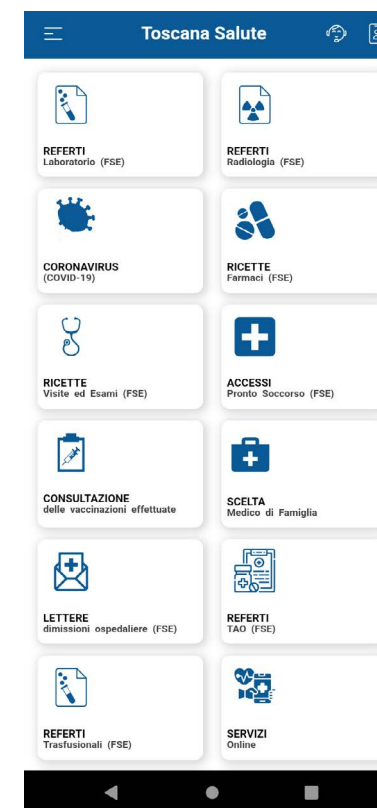 Toscana Salute
REFERTI
Laboratorio (FSE)
REFERTI
Radiologia (FSE)
CORONAVIRUS
(COVID-19)
RICETTE
Farmaci (FSE)
RICETTE
Visite ed Esami (FSE)
ACCESSI
Pronto Soccorso (FSE)
CONSULTAZIONE
delle vaccinazioni effettuate
SCELTA
Medico di Famiglia
LETTERE
dimissioni ospedaliere (FSE)
REFERTI
TAO (FSE)
REFERTI
Trasfusionali (FSE)
SERVIZI
Online